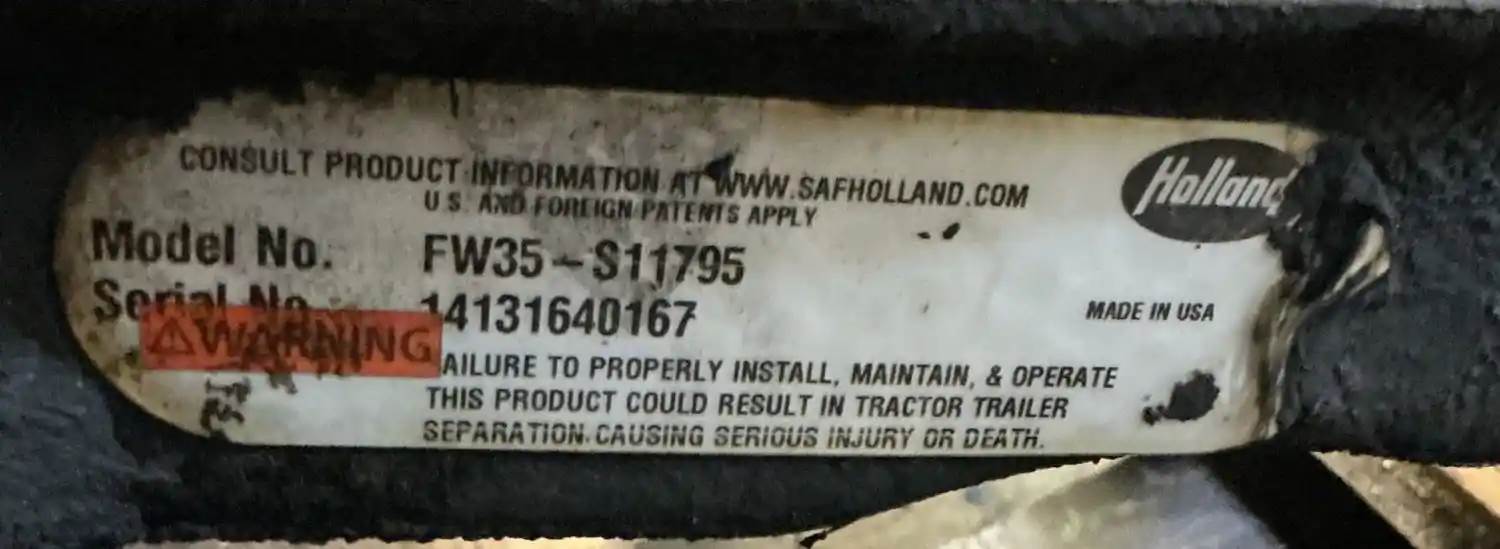 CONSULT PRODUCT INFORMATION AT WWW.SAFHOLLAND.COM
U.S. AND FOREIGN PATENTS APPLY
Holland
Model No. FW35-S11795
Serial No. 14131640167
MADE IN USA
⚠WARNING
AILURE TO PROPERLY INSTALL, MAINTAIN, & OPERATE
THIS PRODUCT COULD RESULT IN TRACTOR TRAILER
SEPARATION, CAUSING SERIOUS INJURY OR DEATH.